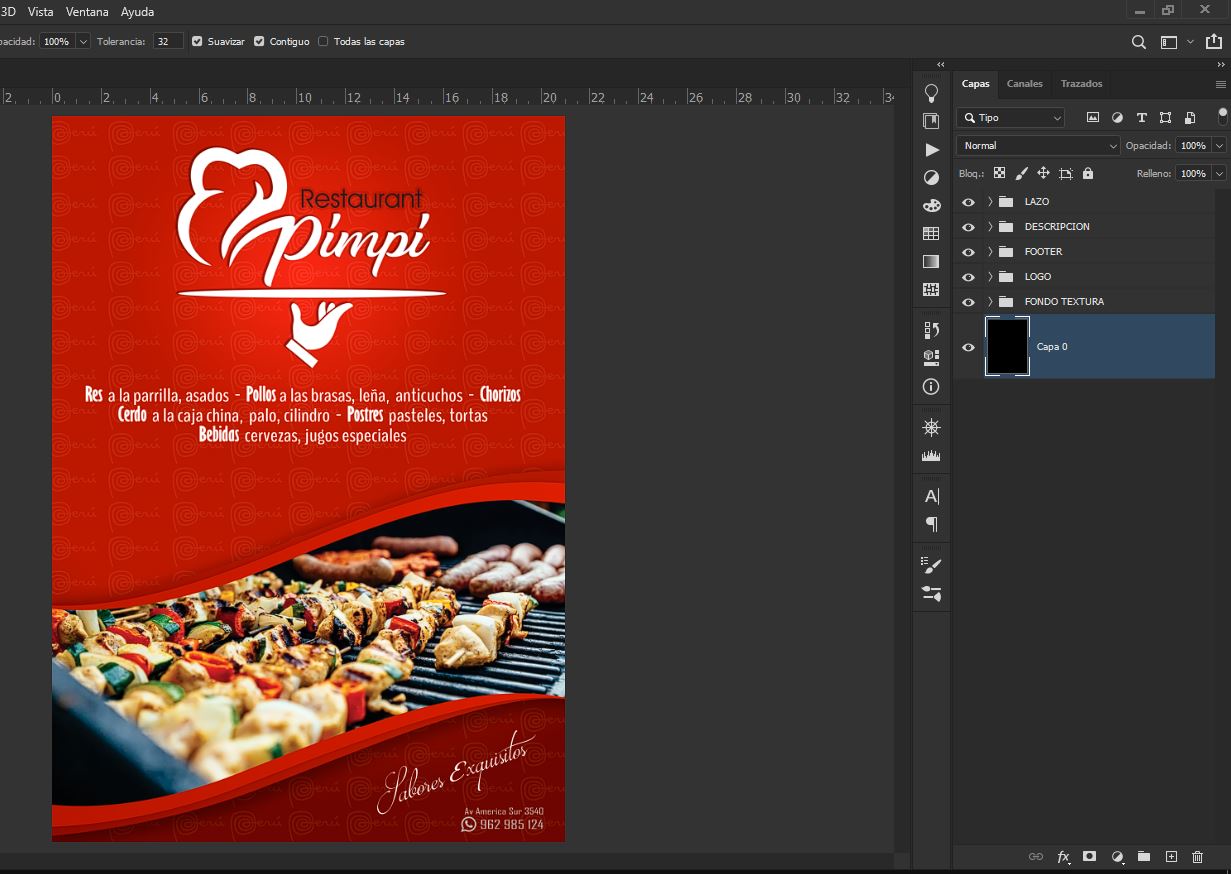 3D Vista Ventana Ayuda
pacidad: 100% Tolerancia: 32 Suavizar Contiguo Todas las capas
2 0 2 4 6 8 10 12 14 16 18 20 22 24 26 28 30 32 34
Capas Canales Trazados
Tipo
Normal Opacidad: 100%
Bloq.: Relleno: 100%
LAZO
DESCRIPCION
FOOTER
LOGO
FONDO TEXTURA
Capa 0
Restaurant
Pimpi
Res a la parrilla, asados - Pollos a las brasas, leña, anticuchos - Chorizos
Cerdo a la caja china, palo, cilindro - Postres pasteles, tortas
Bebidas cervezas, jugos especiales
Sabores Exquisitos
Av America Sur 3540
962 985 124